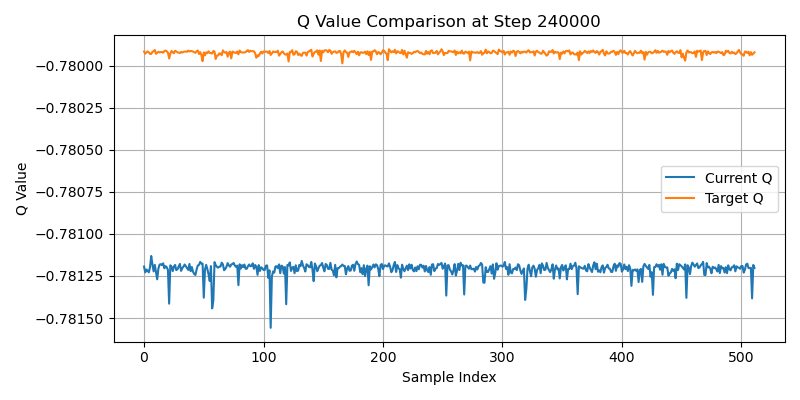 Q Value Comparison at Step 240000
Q Value
−0.78000
−0.78025
−0.78050
−0.78075
−0.78100
−0.78125
−0.78150
Current Q
Target Q
0
100
200
300
400
500
Sample Index